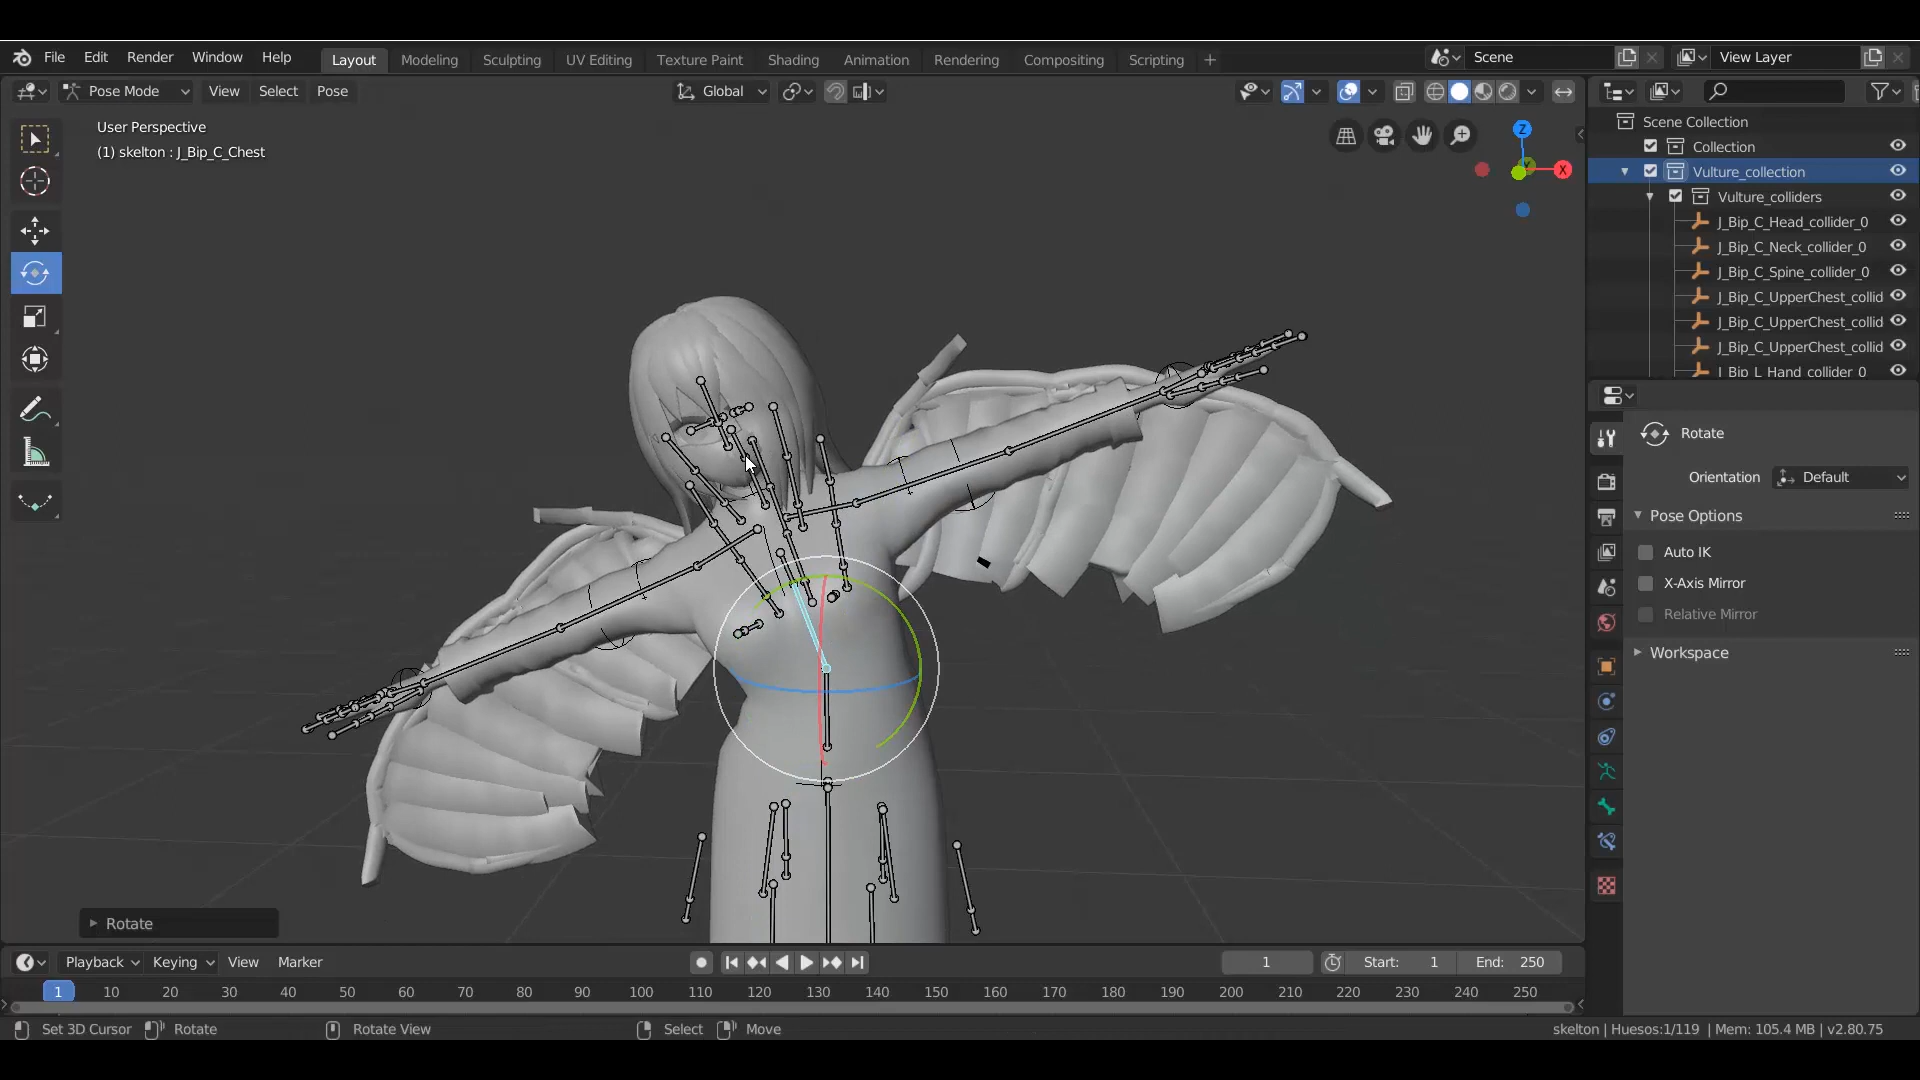 File Edit Render Window Help Layout Modeling Sculpting UV Editing Texture Paint Shading Animation Rendering Compositing Scripting + Scene View Layer
Pose Mode View Select Pose Global
User Perspective
(1) skelton : J_Bip_C_Chest
Z
X
Scene Collection
Collection
Vulture_collection
Vulture_colliders
J_Bip_C_Head_collider_0
J_Bip_C_Neck_collider_0
J_Bip_C_Spine_collider_0
J_Bip_C_UpperChest_collid
J_Bip_C_UpperChest_collid
J_Bip_C_UpperChest_collid
J_Bip_L_Hand_collider_0
Rotate
Orientation Default
Pose Options
Auto IK
X-Axis Mirror
Relative Mirror
Workspace
Rotate
Playback Keying View Marker 1 Start: 1 End: 250
1 10 20 30 40 50 60 70 80 90 100 110 120 130 140 150 160 170 180 190 200 210 220 230 240 250
Set 3D Cursor Rotate Rotate View Select Move skelton | Huesos:1/119 | Mem: 105.4 MB | v2.80.75